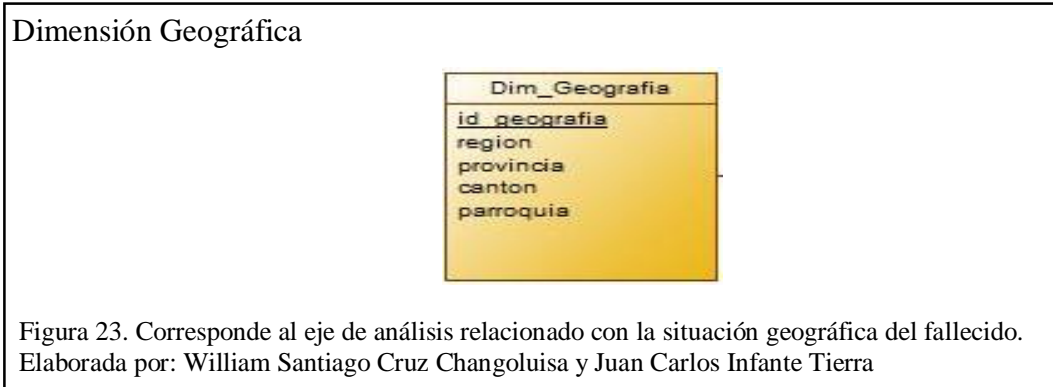 Dimensión Geográfica
Dim_Geografia
id_geografia
region
provincia
canton
parroquia
Figura 23. Corresponde al eje de análisis relacionado con la situación geográfica del fallecido.
Elaborada por: William Santiago Cruz Changoluisa y Juan Carlos Infante Tierra